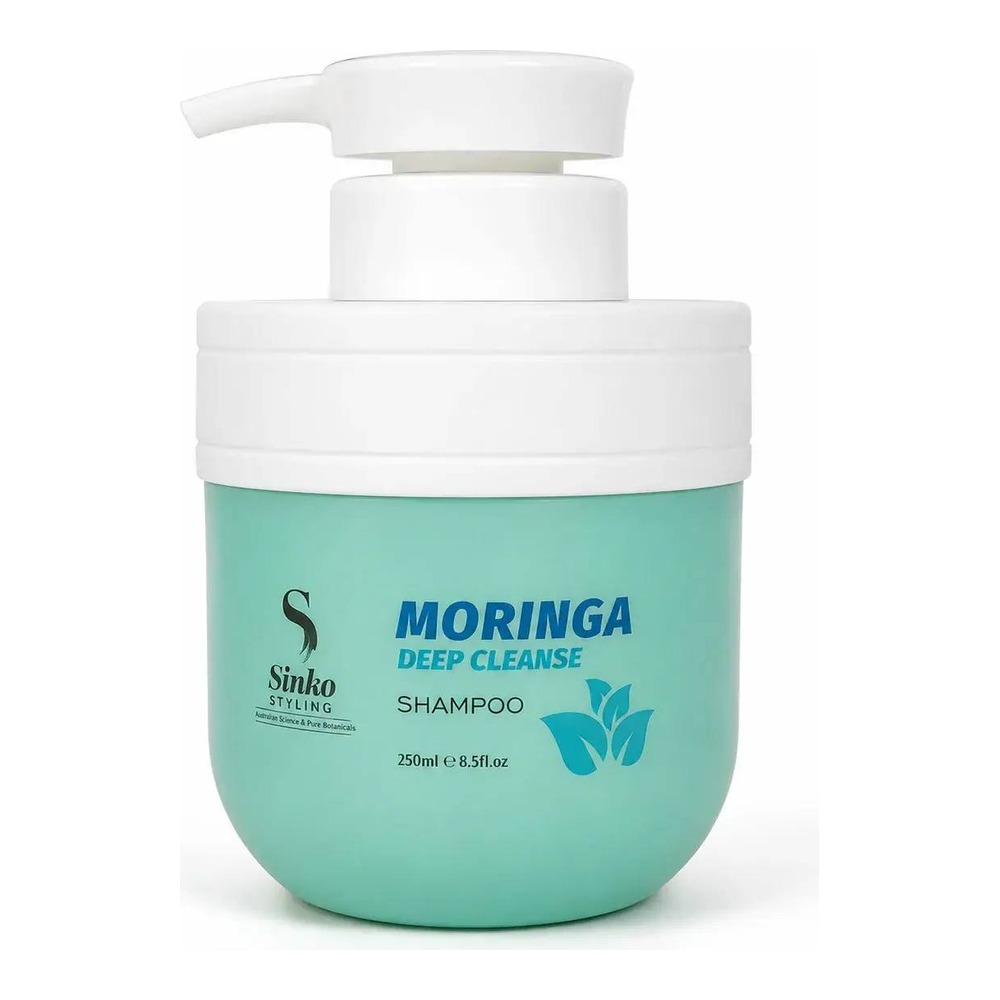 Sinko
STYLING
Australian Science & Pure Botanicals
MORINGA
DEEP CLEANSE
SHAMPOO
250ml ℮ 8.5fl.oz